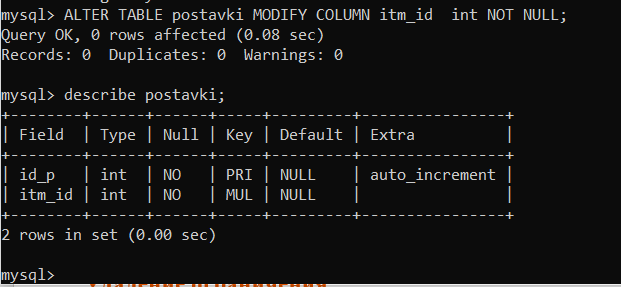 mysql> ALTER TABLE postavki MODIFY COLUMN itm_id  int NOT NULL;
Query OK, 0 rows affected (0.08 sec)
Records: 0  Duplicates: 0  Warnings: 0
mysql> describe postavki;
+--------+------+------+-----+---------+----------------+
| Field  | Type | Null | Key | Default | Extra          |
+--------+------+------+-----+---------+----------------+
| id_p   | int  | NO   | PRI | NULL    | auto_increment |
| itm_id | int  | NO   | MUL | NULL    |                |
+--------+------+------+-----+---------+----------------+
2 rows in set (0.00 sec)
mysql>